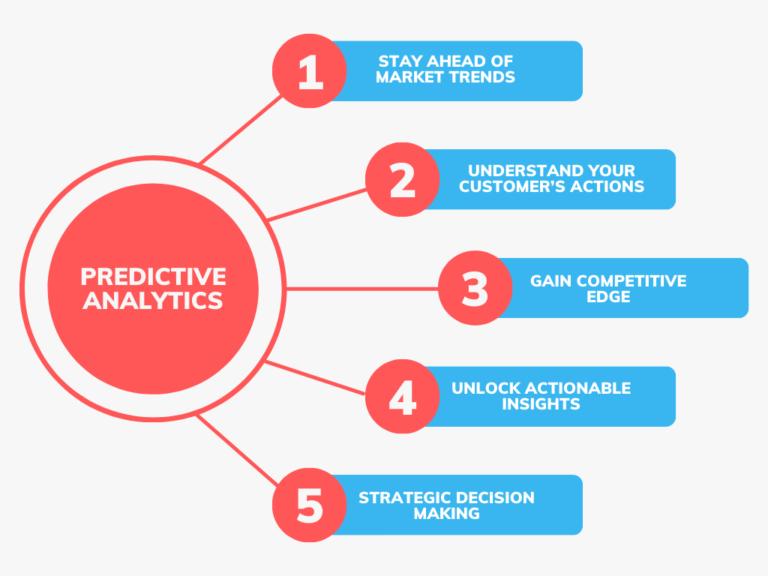 1
STAY AHEAD OF
MARKET TRENDS
2
UNDERSTAND YOUR
CUSTOMER'S ACTIONS
PREDICTIVE
ANALYTICS
3
GAIN COMPETITIVE
EDGE
4
UNLOCK ACTIONABLE
INSIGHTS
5
STRATEGIC DECISION
MAKING